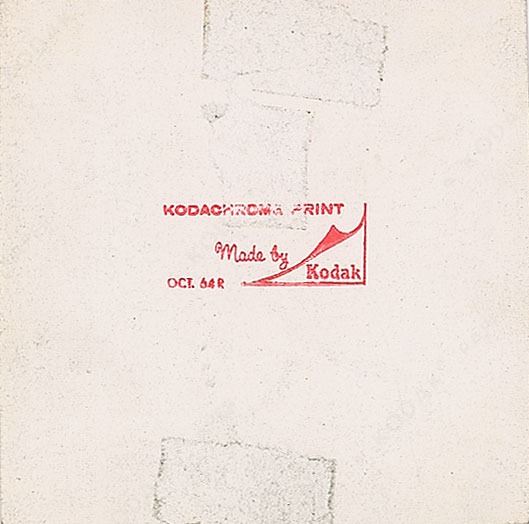 KODACHROME PRINT
Made by
Kodak
OCT. 64 R